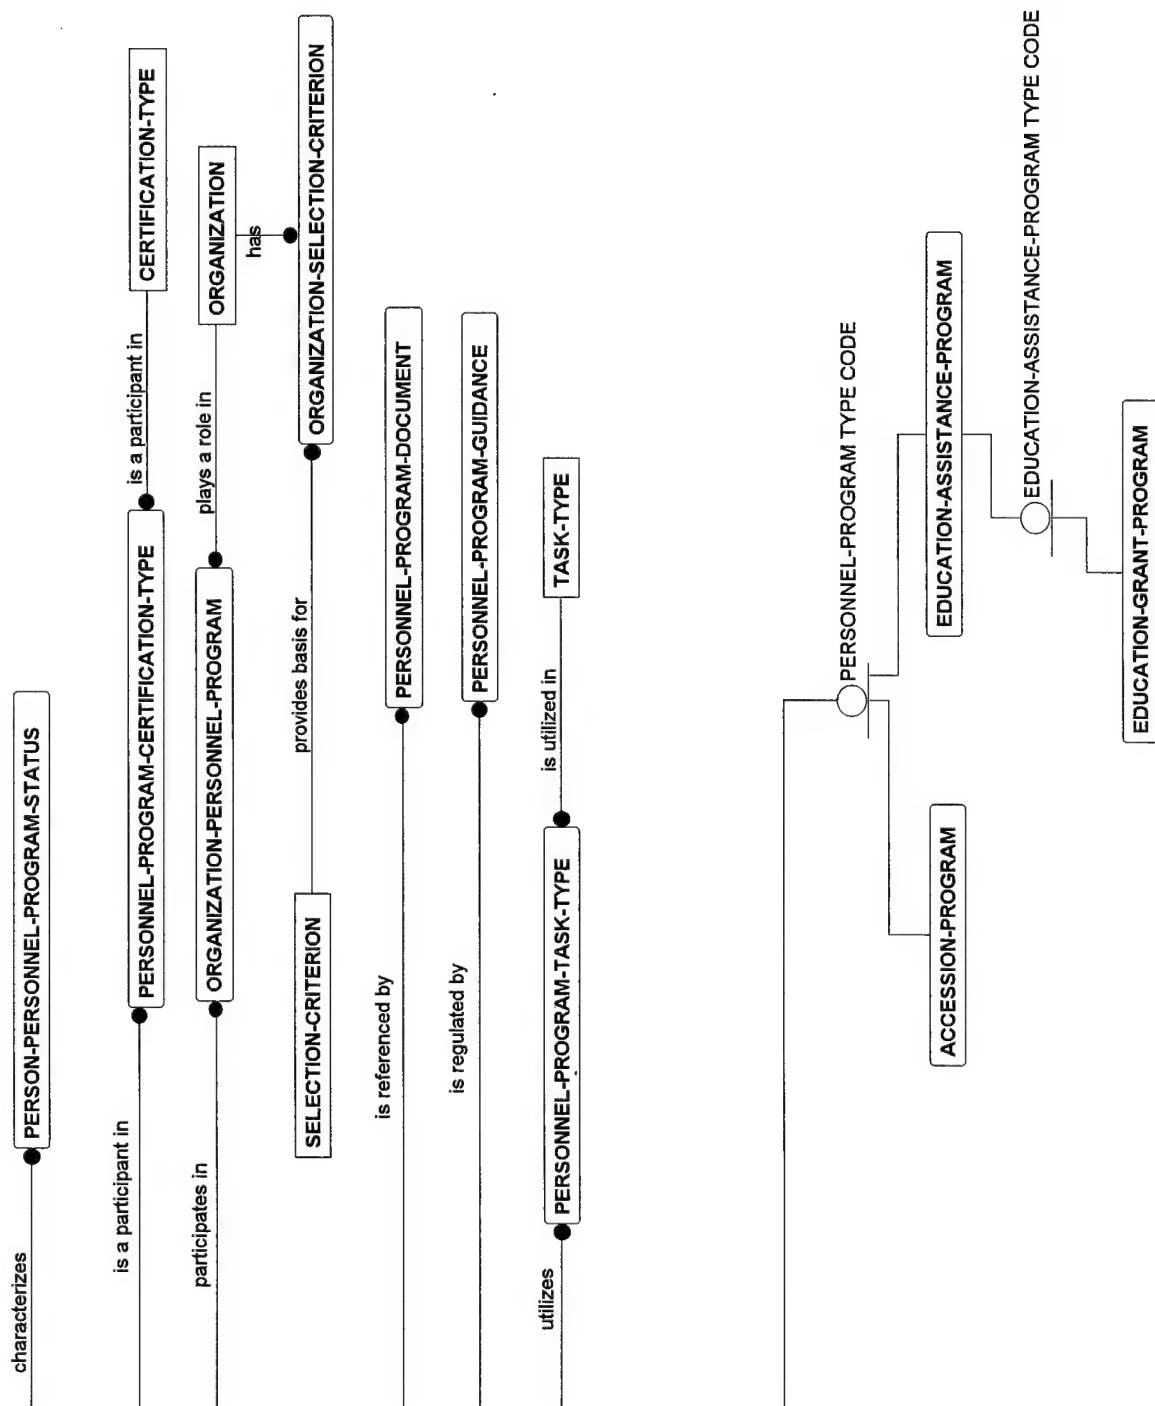 characterizes
PERSON-PERSONNEL-PROGRAM-STATUS
is a participant in
PERSONNEL-PROGRAM-CERTIFICATION-TYPE
is a participant in
CERTIFICATION-TYPE
participates in
ORGANIZATION-PERSONNEL-PROGRAM
plays a role in
ORGANIZATION
has
SELECTION-CRITERION
provides basis for
ORGANIZATION-SELECTION-CRITERION
is referenced by
PERSONNEL-PROGRAM-DOCUMENT
is regulated by
PERSONNEL-PROGRAM-GUIDANCE
utilizes
PERSONNEL-PROGRAM-TASK-TYPE
is utilized in
TASK-TYPE
PERSONNEL-PROGRAM TYPE CODE
ACCESSION-PROGRAM
EDUCATION-ASSISTANCE-PROGRAM
EDUCATION-ASSISTANCE-PROGRAM TYPE CODE
EDUCATION-GRANT-PROGRAM